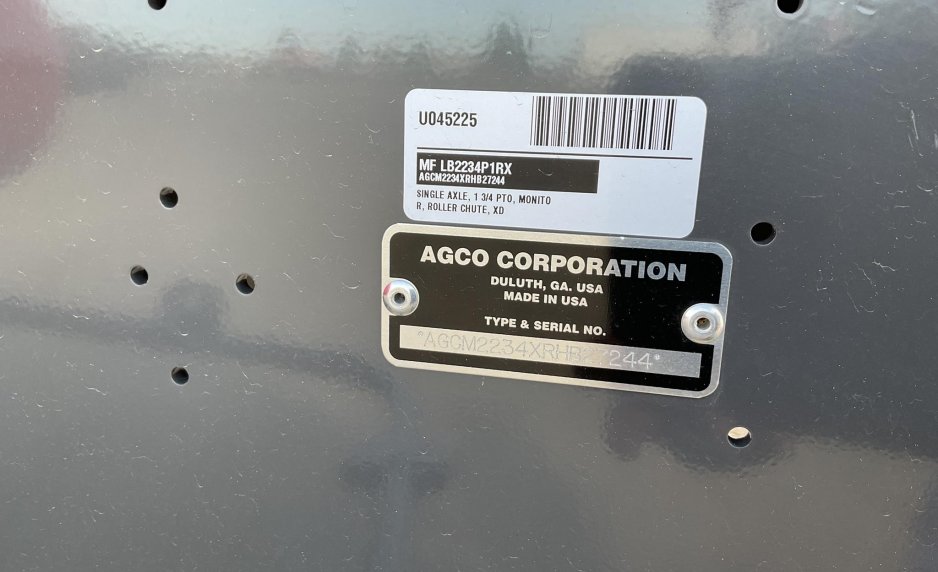 U045225
MF LB2234P1RX
AGCM2234XRHB27244
SINGLE AXLE, 1 3/4 PTO, MONITO
R, ROLLER CHUTE, XD
AGCO CORPORATION
DULUTH, GA. USA
MADE IN USA
TYPE & SERIAL NO.
*AGCM2234XRHB27244*